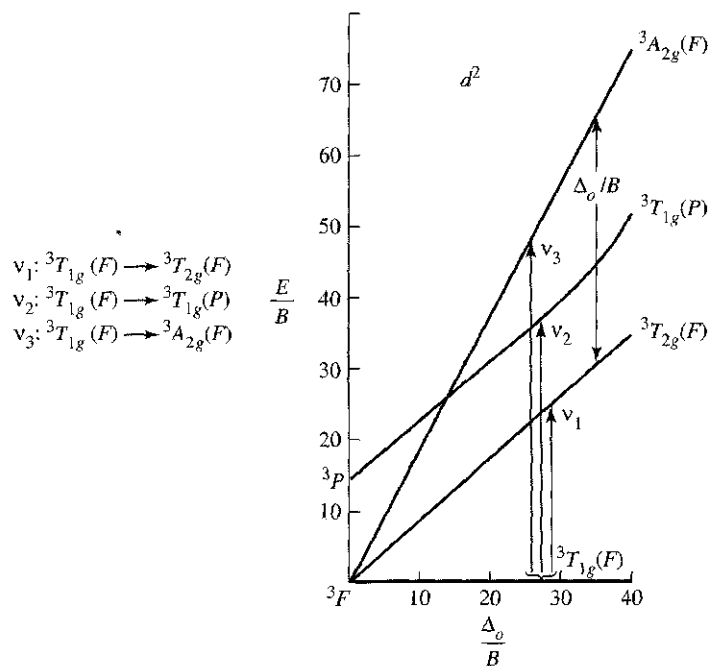 d²
³A₂g(F)
70
60
Δₒ/B
³T₁g(P)
50
ν₃
ν₁: ³T₁g (F) → ³T₂g(F)
ν₂: ³T₁g (F) → ³T₁g(P)
ν₃: ³T₁g (F) → ³A₂g(F)
E/B
40
ν₂
³T₂g(F)
30
ν₁
20
³P
10
³T₁g(F)
³F
10
20
30
40
Δₒ/B